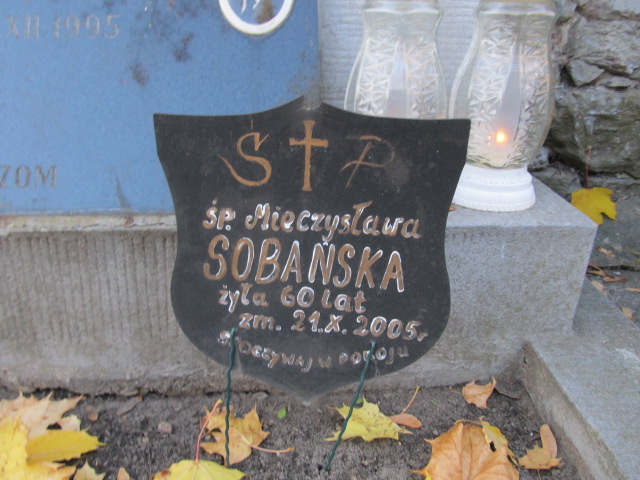 XII 1995
ZOM
S † P
śp. Mieczysława
SOBAŃSKA
żyła 60 lat
zm. 21.X.2005r
SPOCZYWAJ W POKOJU